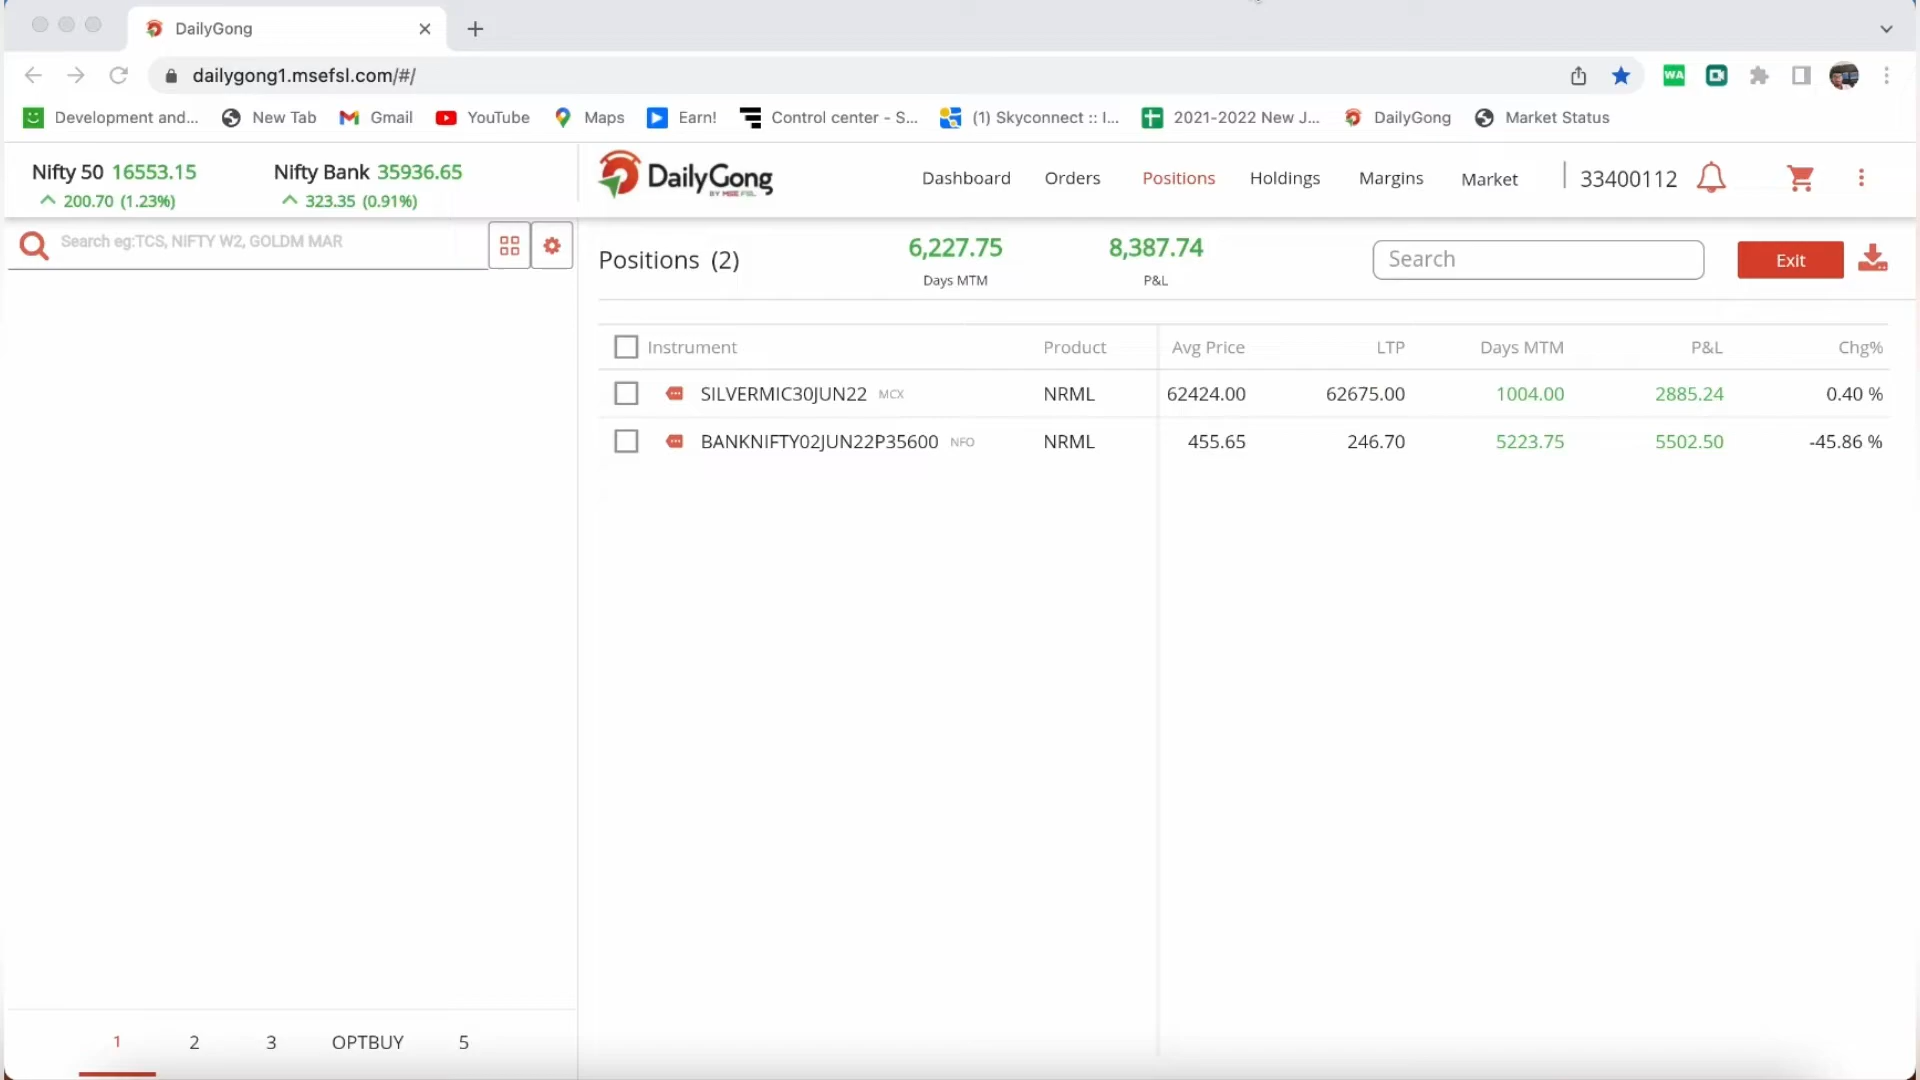 DailyGong
dailygong1.msefsl.com/#/
WA
Development and... New Tab Gmail YouTube Maps Earn! Control center - S... (1) Skyconnect :: I... 2021-2022 New J... DailyGong Market Status
Nifty 50 16553.15 Nifty Bank 35936.65
200.70 (1.23%) 323.35 (0.91%)
DailyGong
BY MSE FSL
Dashboard Orders Positions Holdings Margins Market 33400112
Search eg:TCS, NIFTY W2, GOLDM MAR
Positions (2) 6,227.75 8,387.74 Search Exit
Days MTM P&L
Instrument Product Avg Price LTP Days MTM P&L Chg%
SILVERMIC30JUN22 MCX NRML 62424.00 62675.00 1004.00 2885.24 0.40 %
BANKNIFTY02JUN22P35600 NFO NRML 455.65 246.70 5223.75 5502.50 -45.86 %
1 2 3 OPTBUY 5